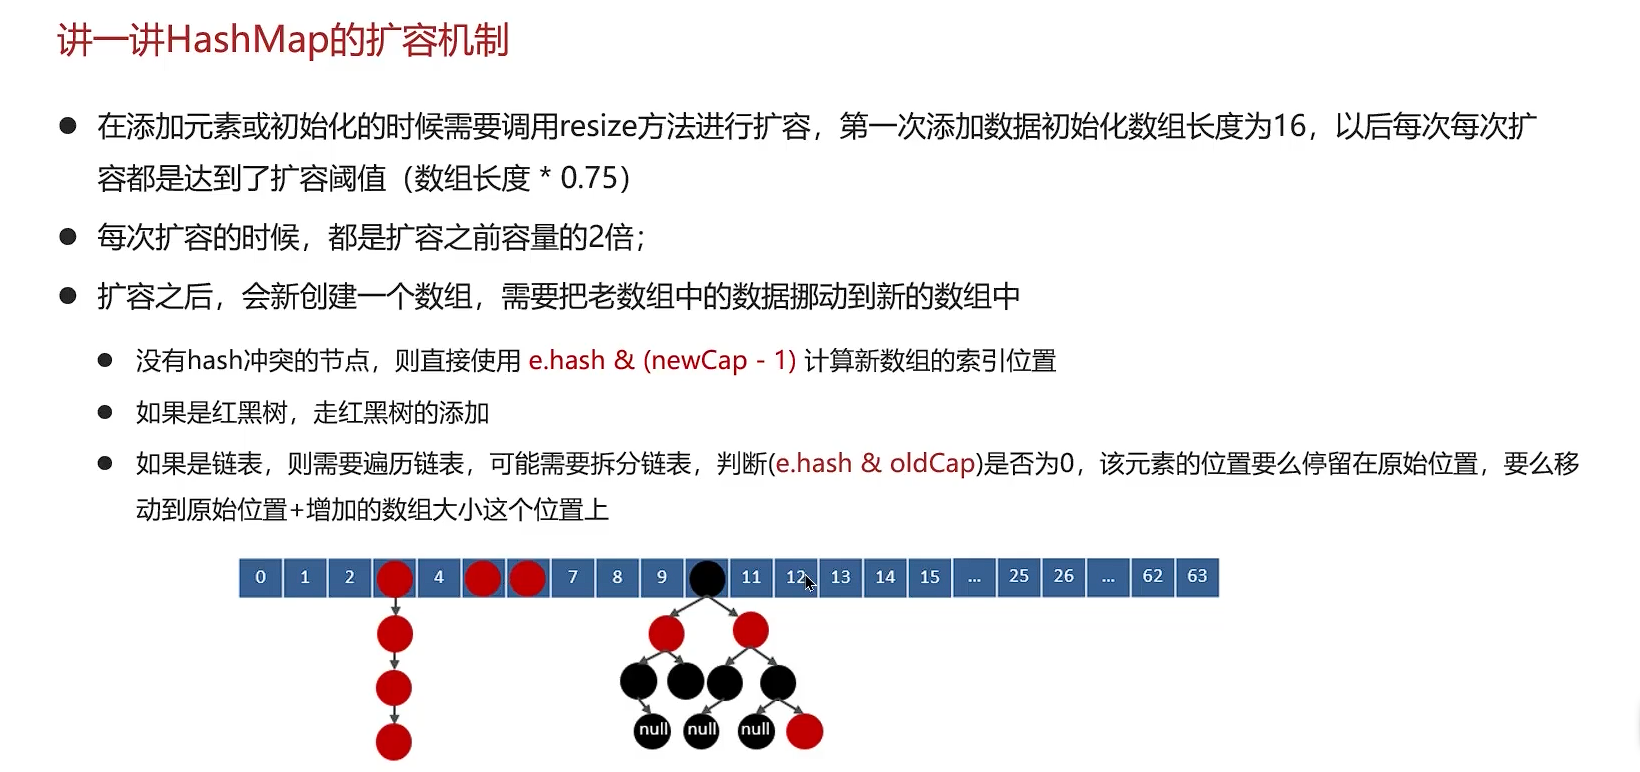 讲一讲HashMap的扩容机制
● 在添加元素或初始化的时候需要调用resize方法进行扩容，第一次添加数据初始化数组长度为16，以后每次每次扩
容都是达到了扩容阈值（数组长度 * 0.75）
● 每次扩容的时候，都是扩容之前容量的2倍；
● 扩容之后，会新创建一个数组，需要把老数组中的数据挪动到新的数组中
● 没有hash冲突的节点，则直接使用 e.hash & (newCap - 1) 计算新数组的索引位置
● 如果是红黑树，走红黑树的添加
● 如果是链表，则需要遍历链表，可能需要拆分链表，判断(e.hash & oldCap)是否为0，该元素的位置要么停留在原始位置，要么移
动到原始位置+增加的数组大小这个位置上
0 1 2 4 7 8 9 11 12 13 14 15 ... 25 26 ... 62 63
null null null